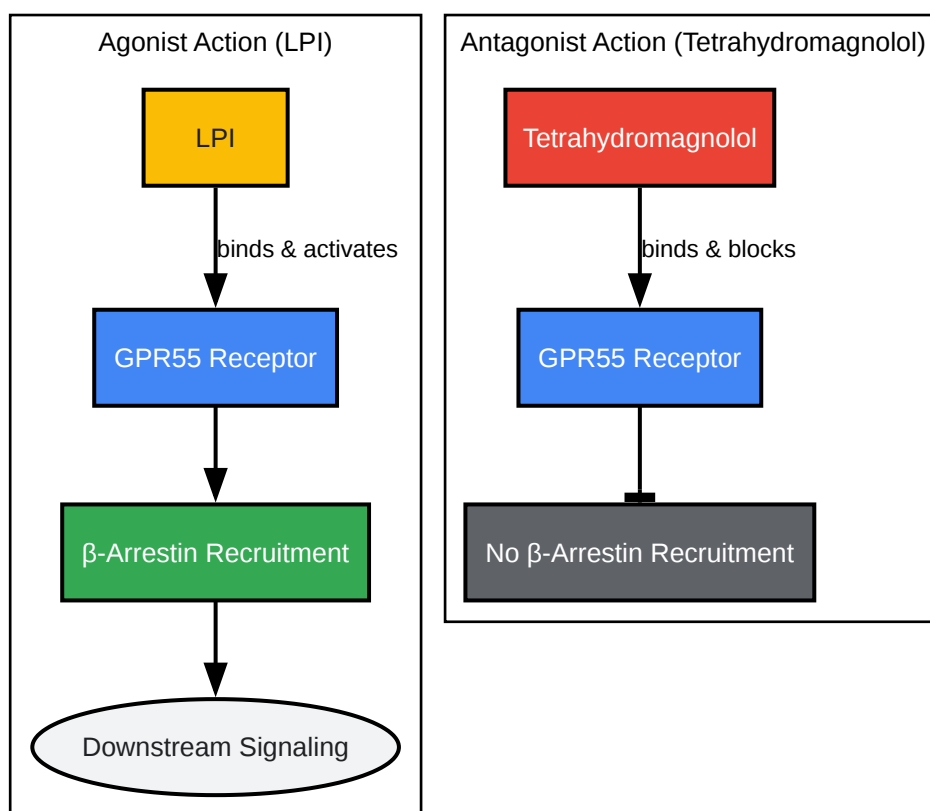 Agonist Action (LPI)
LPI
binds & activates
GPR55 Receptor
β-Arrestin Recruitment
Downstream Signaling
Antagonist Action (Tetrahydromagnolol)
Tetrahydromagnolol
binds & blocks
GPR55 Receptor
No β-Arrestin Recruitment